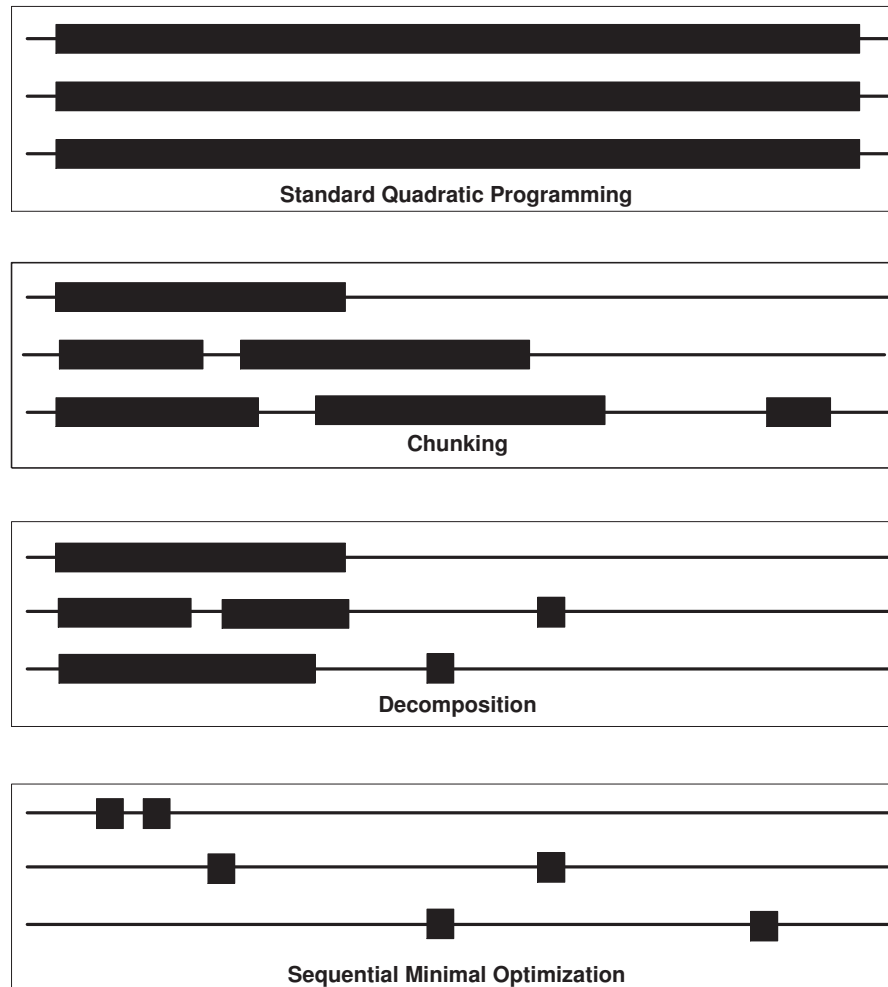 Standard Quadratic Programming
Chunking
Decomposition
Sequential Minimal Optimization